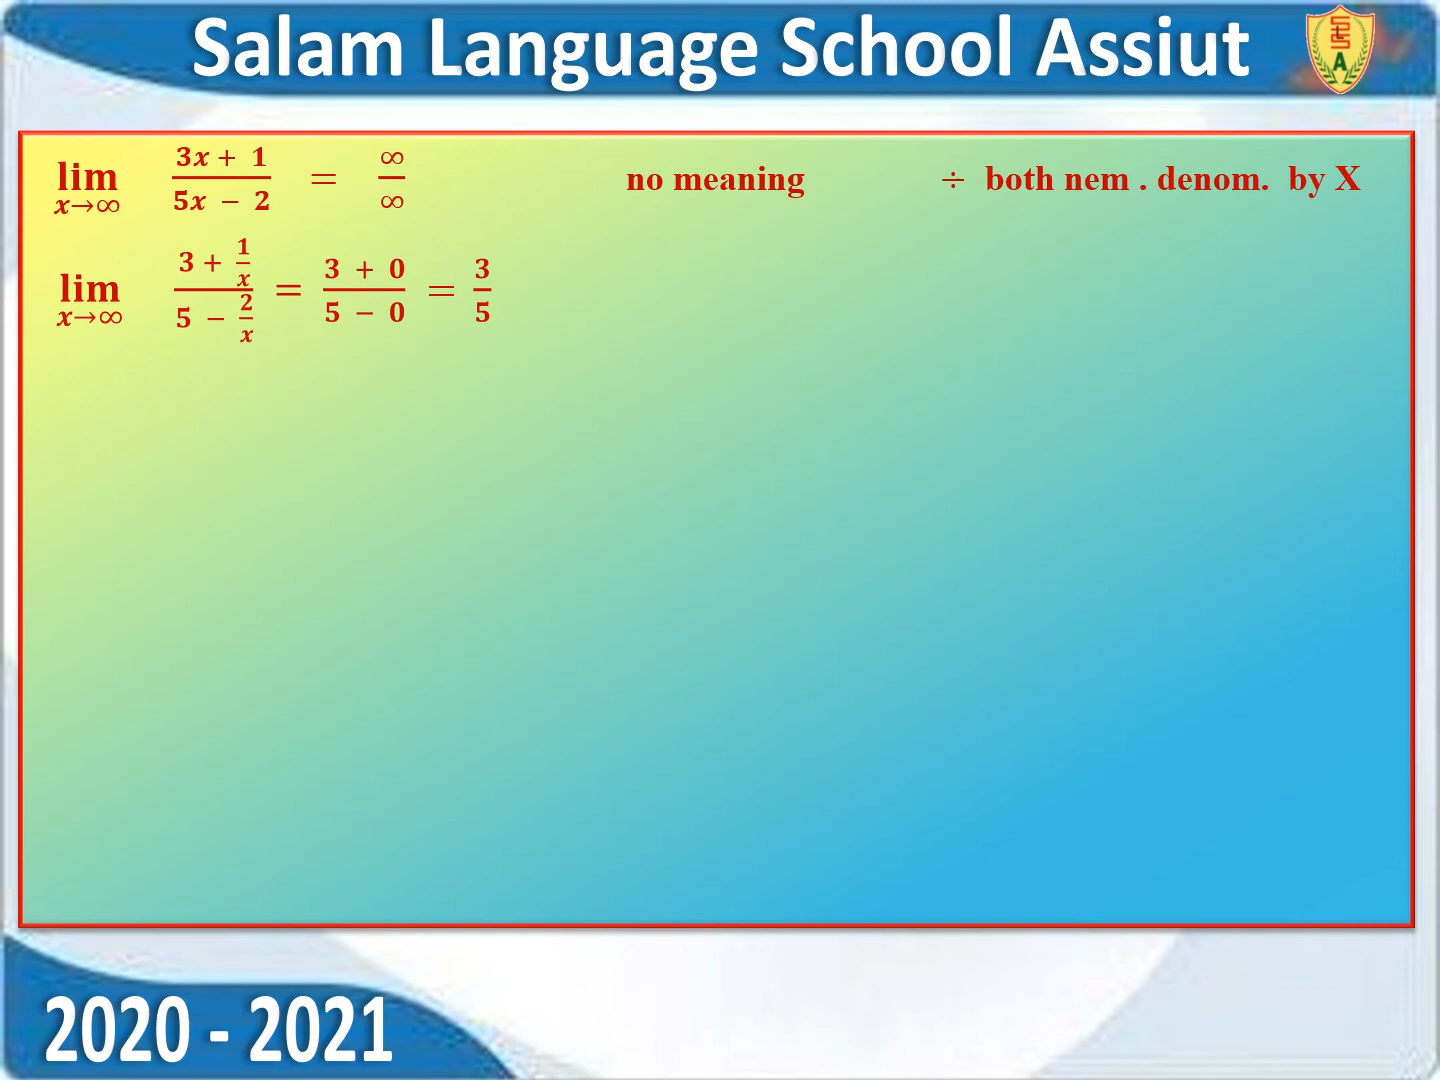 Salam Language School Assiut
lim x→∞ (3x + 1)/(5x − 2) = ∞/∞ no meaning ÷ both nem . denom. by X
lim x→∞ (3 + 1/x)/(5 − 2/x) = (3 + 0)/(5 − 0) = 3/5
2020 - 2021